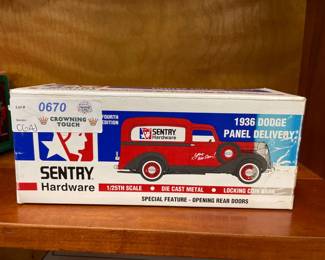 Lot #
0670
CROWNING
TOUCH
FOURTH
EDITION
1936 DODGE
PANEL DELIVERY
SENTRY
SENTRY
Hardware
1/25TH SCALE • DIE CAST METAL • LOCKING COIN BANK
SPECIAL FEATURE - OPENING REAR DOORS